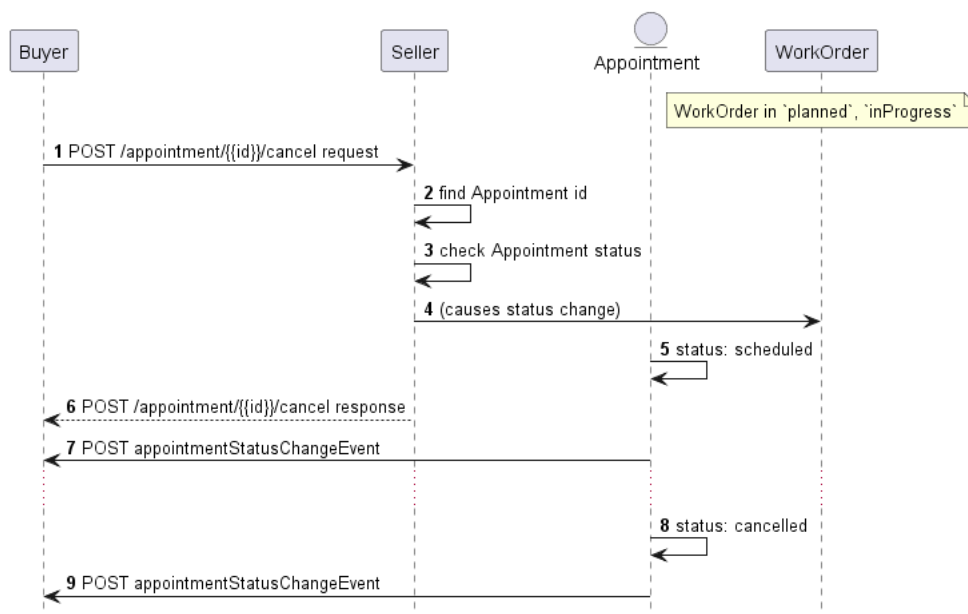 Buyer
Seller
Appointment
WorkOrder
WorkOrder in `planned`, `inProgress`
1 POST /appointment/{{id}}/cancel request
2 find Appointment id
3 check Appointment status
4 (causes status change)
5 status: scheduled
6 POST /appointment/{{id}}/cancel response
7 POST appointmentStatusChangeEvent
8 status: cancelled
9 POST appointmentStatusChangeEvent